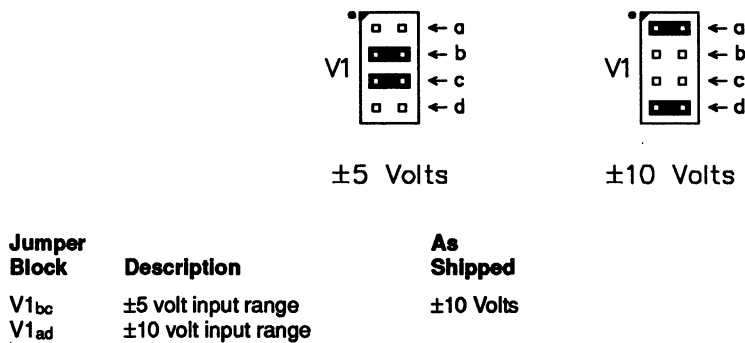 ← a ← a
← b ← b
V1 V1
← c ← c
← d ← d
±5 Volts ±10 Volts
Jumper As
Block Description Shipped
V1bc ±5 volt input range ±10 Volts
V1ad ±10 volt input range